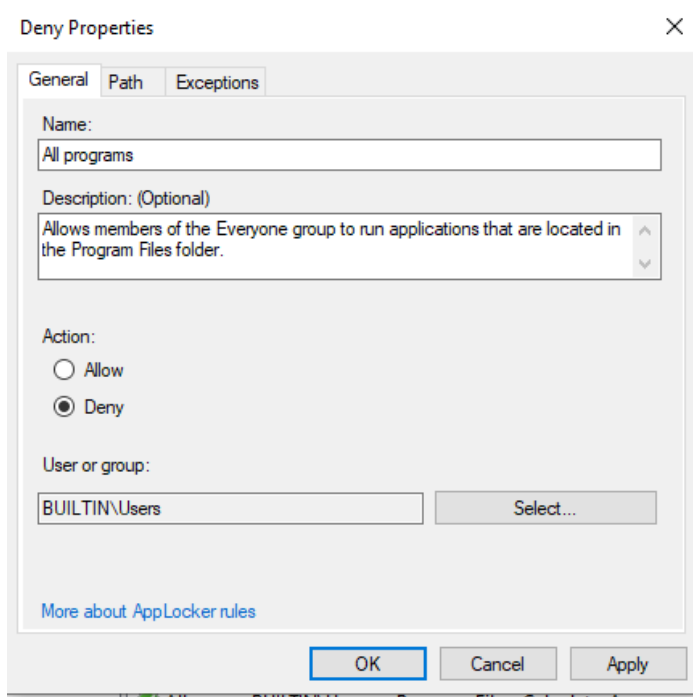 Deny Properties
General Path Exceptions
Name:
All programs
Description: (Optional)
Allows members of the Everyone group to run applications that are located in
the Program Files folder.
Action:
Allow
Deny
User or group:
BUILTIN\Users Select...
More about AppLocker rules
OK Cancel Apply